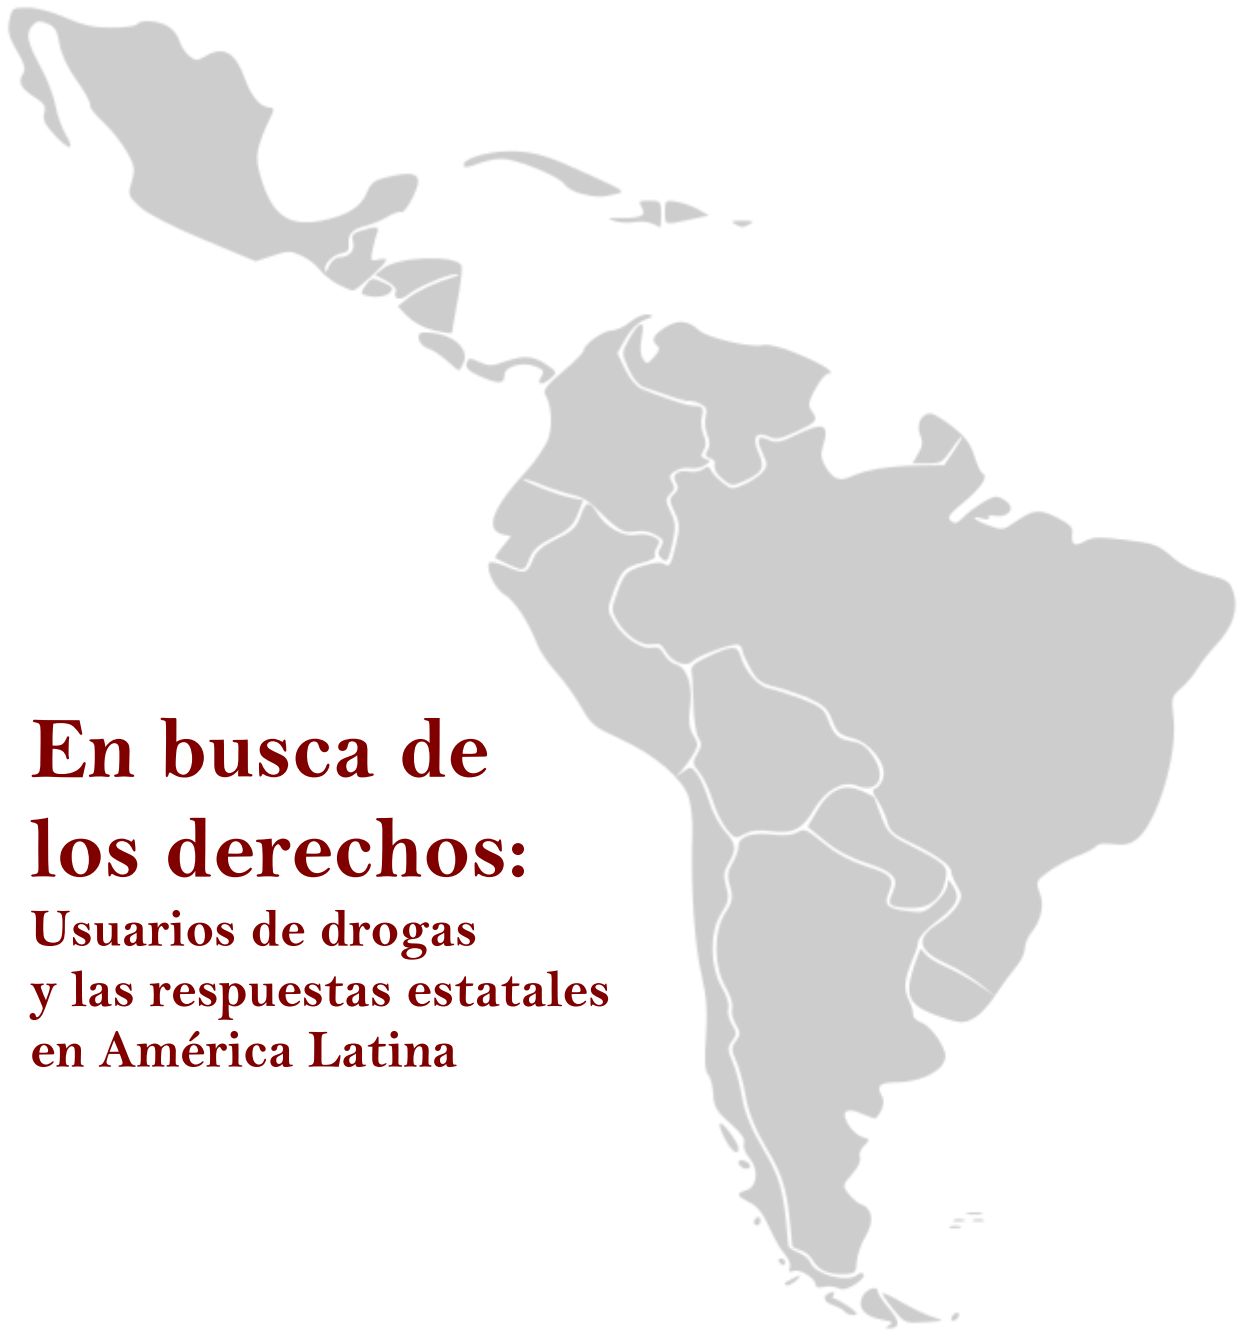 En busca de
los derechos:
Usuarios de drogas
y las respuestas estatales
en América Latina